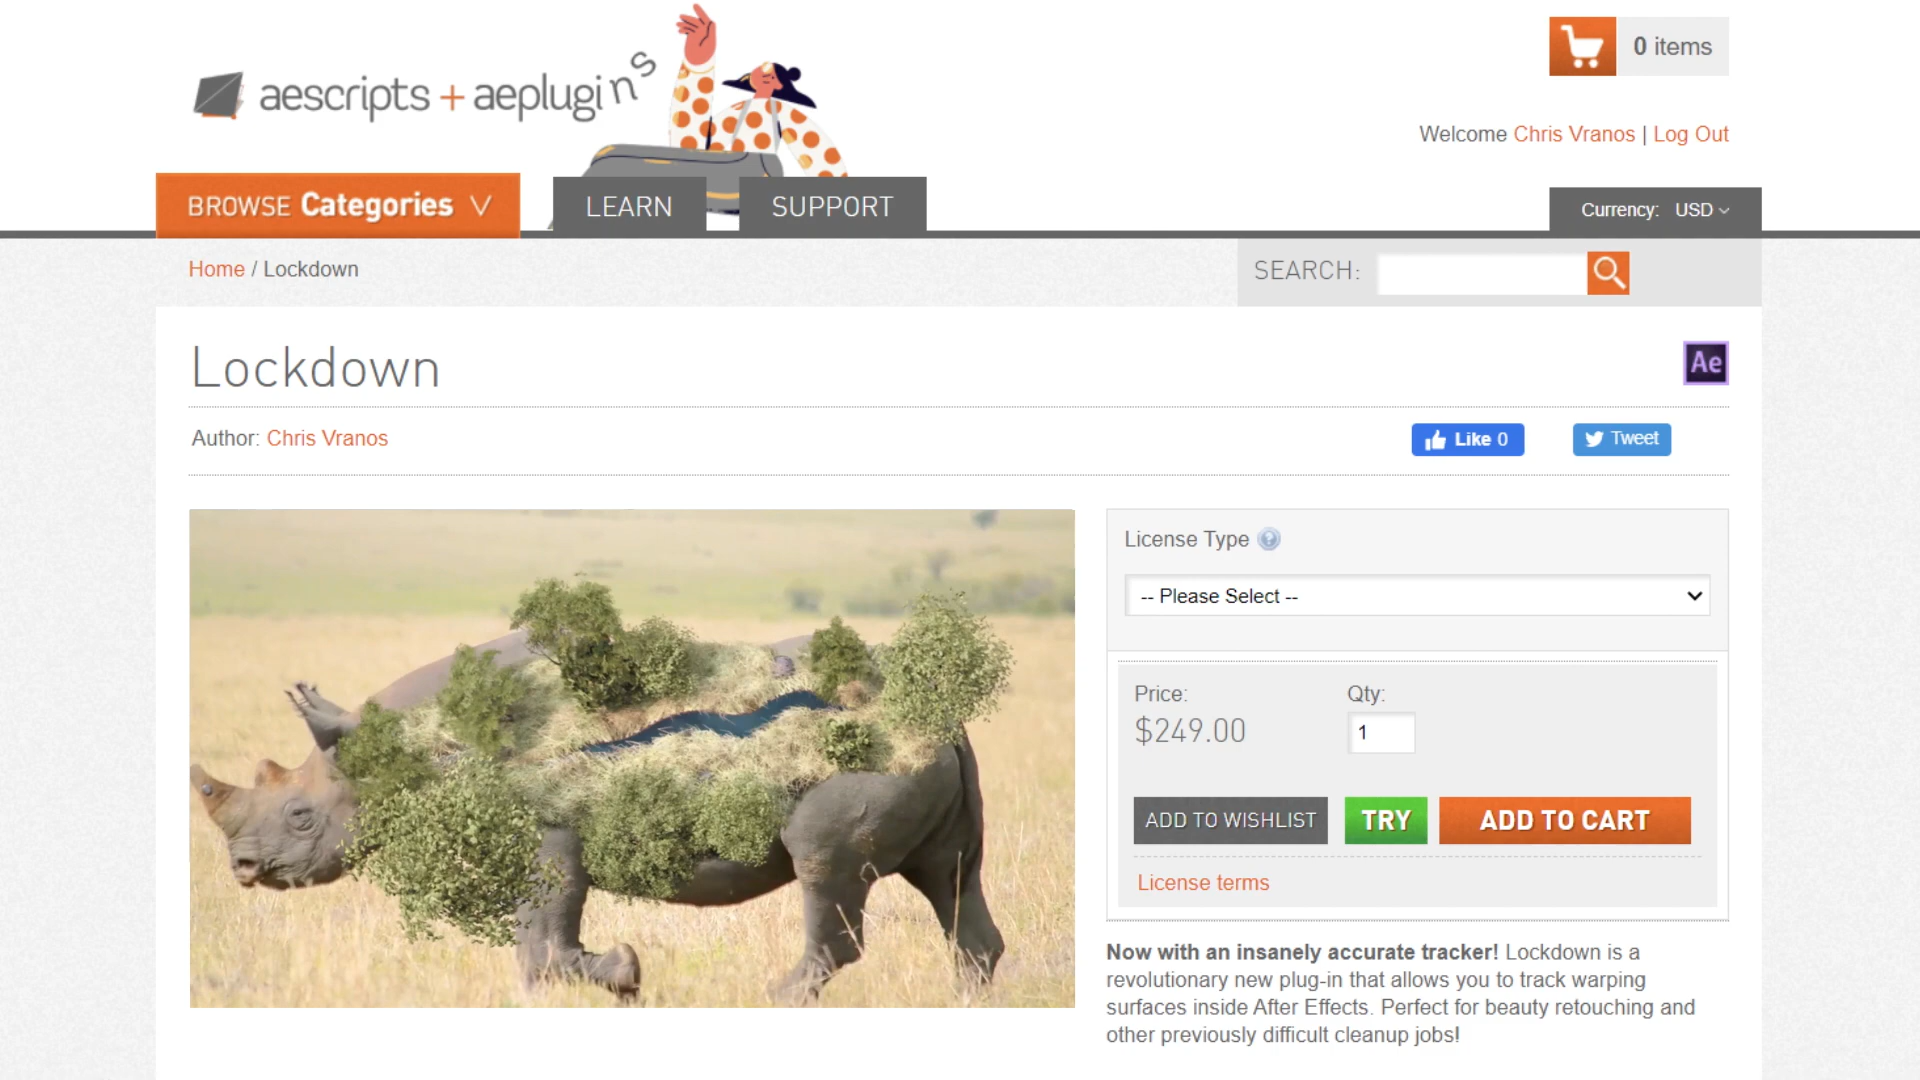 aescripts + aeplugins
0 items
Welcome Chris Vranos | Log Out
BROWSE Categories
LEARN
SUPPORT
Currency: USD
Home / Lockdown
SEARCH:
Lockdown
Ae
Author: Chris Vranos
Like 0
Tweet
License Type ?
-- Please Select --
Price:
Qty:
$249.00
1
ADD TO WISHLIST
TRY
ADD TO CART
License terms
Now with an insanely accurate tracker! Lockdown is a
revolutionary new plug-in that allows you to track warping
surfaces inside After Effects. Perfect for beauty retouching and
other previously difficult cleanup jobs!